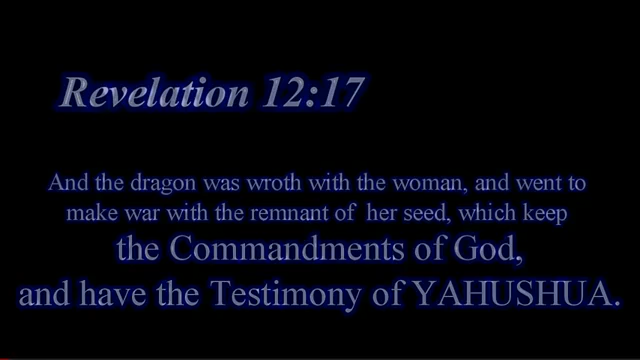 Revelation 12:17
And the dragon was wroth with the woman, and went to
make war with the remnant of her seed, which keep
the Commandments of God,
and have the Testimony of YAHUSHUA.